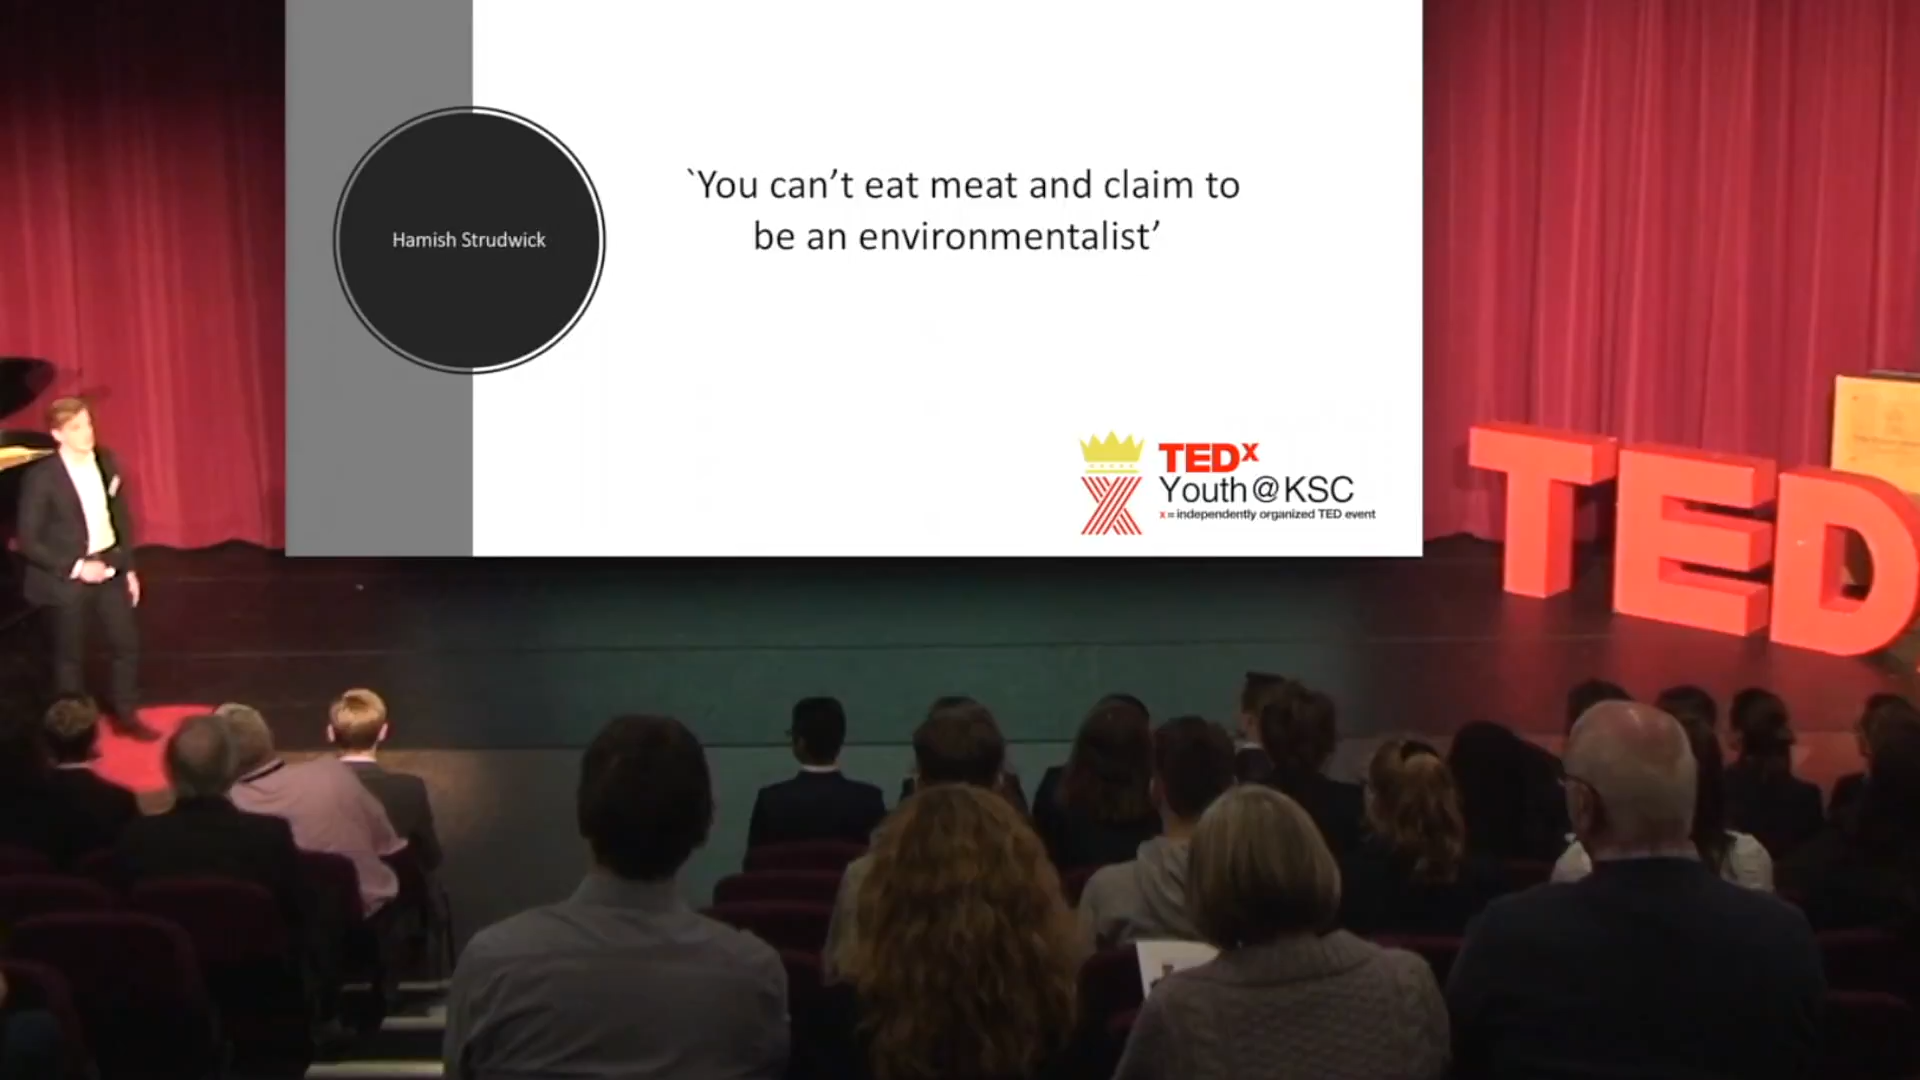 Hamish Strudwick
`You can’t eat meat and claim to
be an environmentalist’
TEDx
Youth@KSC
x=independently organized TED event
TED